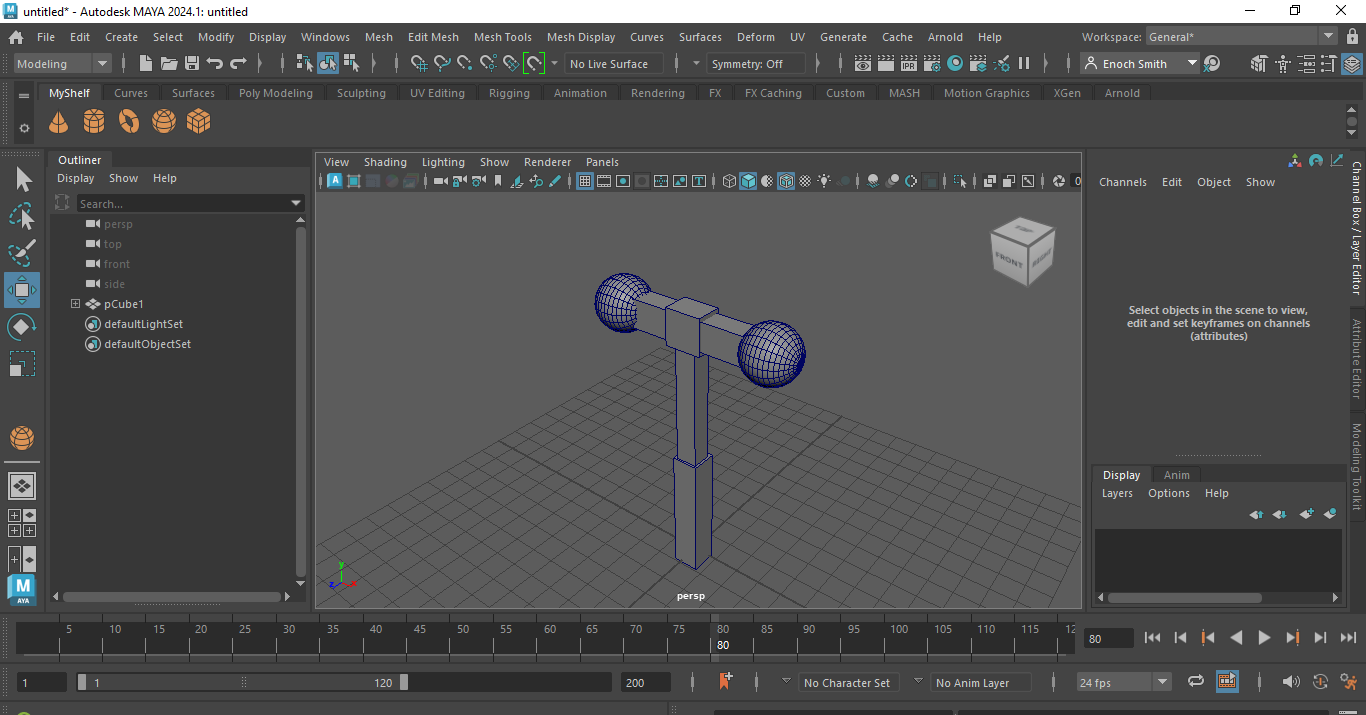 untitled* - Autodesk MAYA 2024.1: untitled
File Edit Create Select Modify Display Windows Mesh Edit Mesh Mesh Tools Mesh Display Curves Surfaces Deform UV Generate Cache Arnold Help Workspace: General*
Modeling No Live Surface Symmetry: Off IPR Enoch Smith
MyShelf Curves Surfaces Poly Modeling Sculpting UV Editing Rigging Animation Rendering FX FX Caching Custom MASH Motion Graphics XGen Arnold
Outliner
Display Show Help
Search...
persp
top
front
side
pCube1
defaultLightSet
defaultObjectSet
View Shading Lighting Show Renderer Panels
A T 0
TOP
FRONT RIGHT
y
z x
persp
Channels Edit Object Show
Select objects in the scene to view,
edit and set keyframes on channels
(attributes)
Display Anim
Layers Options Help
Channel Box / Layer Editor
Attribute Editor
Modeling Toolkit
M
AYA
5 10 15 20 25 30 35 40 45 50 55 60 65 70 75 80 85 90 95 100 105 110 115 12
80
80
1 1 120 200 No Character Set No Anim Layer 24 fps